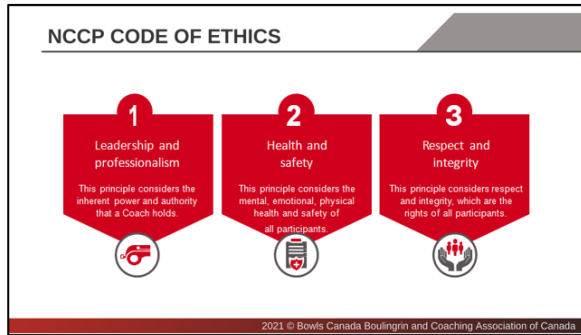 NCCP CODE OF ETHICS
1
Leadership and
professionalism
This principle considers the
inherent power and authority
that a Coach holds.
2
Health and
safety
This principle considers the
mental, emotional, physical
health and safety of
all participants.
3
Respect and
integrity
This principle considers respect
and integrity, which are the
rights of all participants.
2021 © Bowls Canada Boulingrin and Coaching Association of Canada